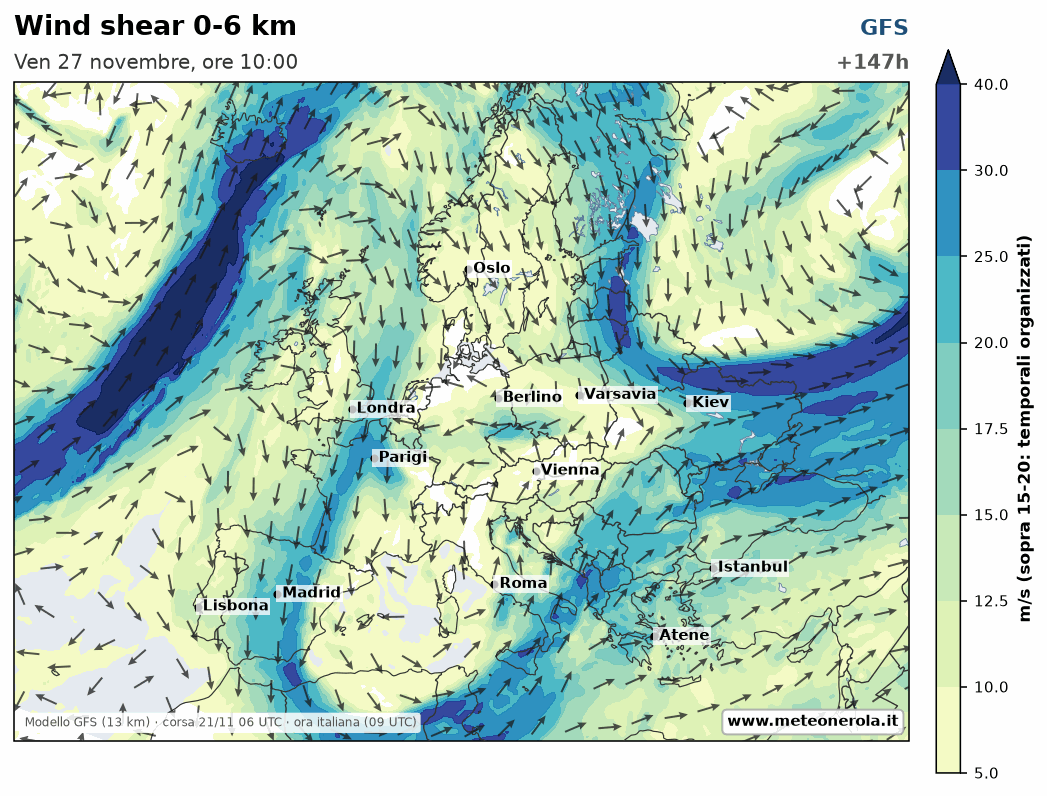 Wind shear 0-6 km
GFS
Ven 27 novembre, ore 10:00
+147h
40.0
30.0
25.0
20.0
17.5
15.0
12.5
10.0
5.0
m/s (sopra 15-20: temporali organizzati)
Oslo
Berlino
Varsavia
Kiev
Londra
Parigi
Vienna
Istanbul
Roma
Madrid
Lisbona
Atene
Modello GFS (13 km) · corsa 21/11 06 UTC · ora italiana (09 UTC)
www.meteonerola.it